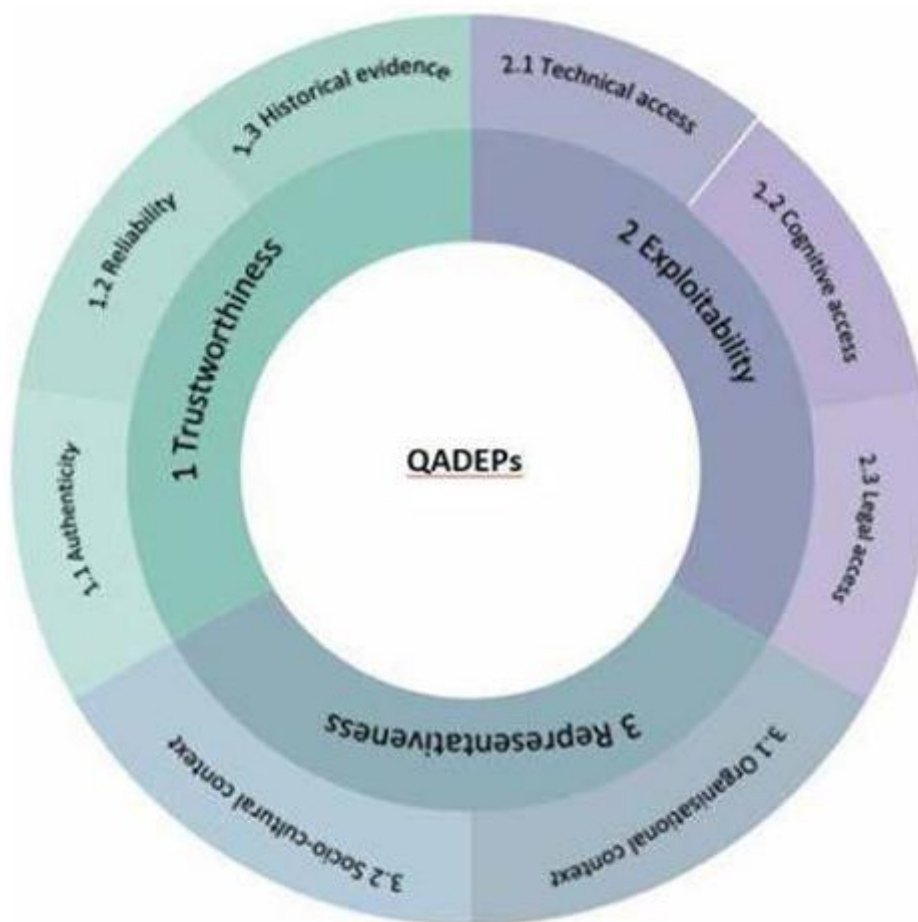 QADEPs
1 Trustworthiness
1.1 Authenticity
1.2 Reliability
1.3 Historical evidence
2 Exploitability
2.1 Technical access
2.2 Cognitive access
2.3 Legal access
3 Representativeness
3.1 Organisational context
3.2 Socio-cultural context